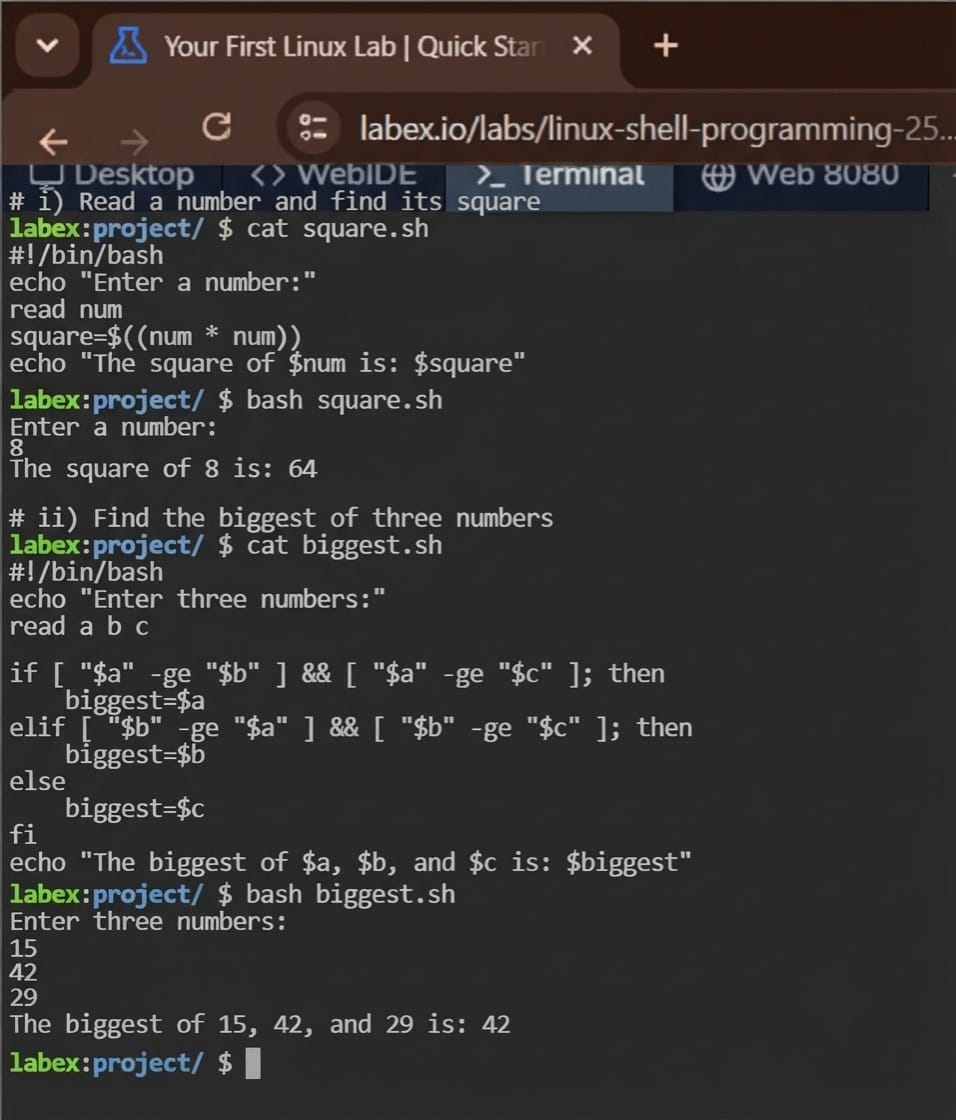 Your First Linux Lab | Quick Star
labex.io/labs/linux-shell-programming-25...
Desktop <> WebIDE >_ Terminal Web 8080
# i) Read a number and find its square
labex:project/ $ cat square.sh
#!/bin/bash
echo "Enter a number:"
read num
square=$((num * num))
echo "The square of $num is: $square"
labex:project/ $ bash square.sh
Enter a number:
8
The square of 8 is: 64
# ii) Find the biggest of three numbers
labex:project/ $ cat biggest.sh
#!/bin/bash
echo "Enter three numbers:"
read a b c
if [ "$a" -ge "$b" ] && [ "$a" -ge "$c" ]; then
    biggest=$a
elif [ "$b" -ge "$a" ] && [ "$b" -ge "$c" ]; then
    biggest=$b
else
    biggest=$c
fi
echo "The biggest of $a, $b, and $c is: $biggest"
labex:project/ $ bash biggest.sh
Enter three numbers:
15
42
29
The biggest of 15, 42, and 29 is: 42
labex:project/ $